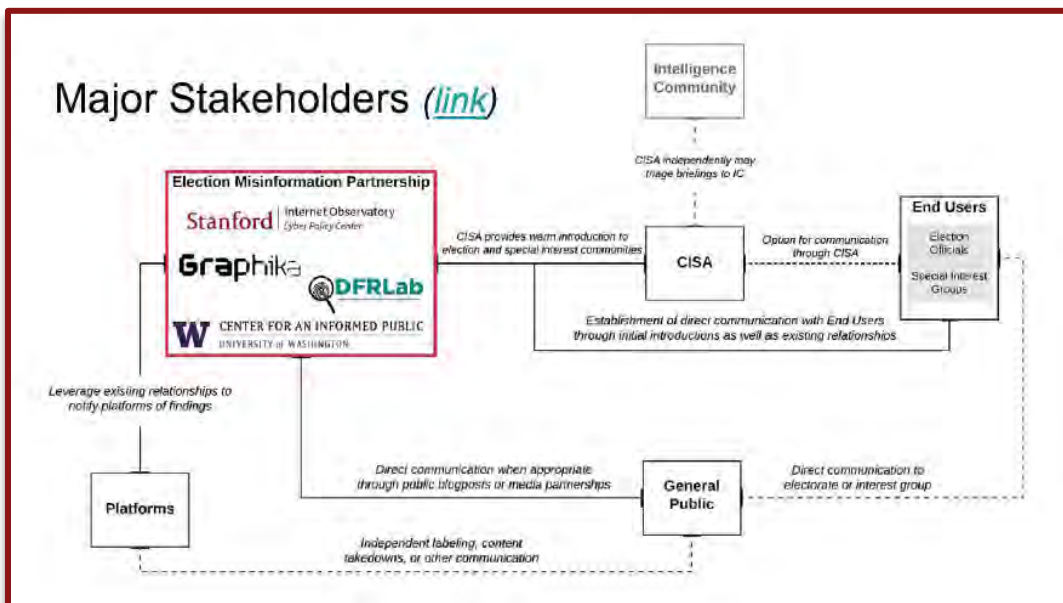 Major Stakeholders (link)
Intelligence
Community
CISA independently may
triage briefings to IC
Election Misinformation Partnership
Stanford | Internet Observatory
Cyber Policy Center
Graphika
DFRLab
W CENTER FOR AN INFORMED PUBLIC
UNIVERSITY of WASHINGTON
CISA provides warm introduction to
election and special interest communities
CISA
Option for communication
through CISA
End Users
Election
Officials
Special Interest
Groups
Establishment of direct communication with End Users
through initial introductions as well as existing relationships
Leverage existing relationships to
notify platforms of findings
Platforms
Direct communication when appropriate
through public blogposts or media partnerships
General
Public
Direct communication to
electorate or interest group
Independent labeling, content
takedowns, or other communication